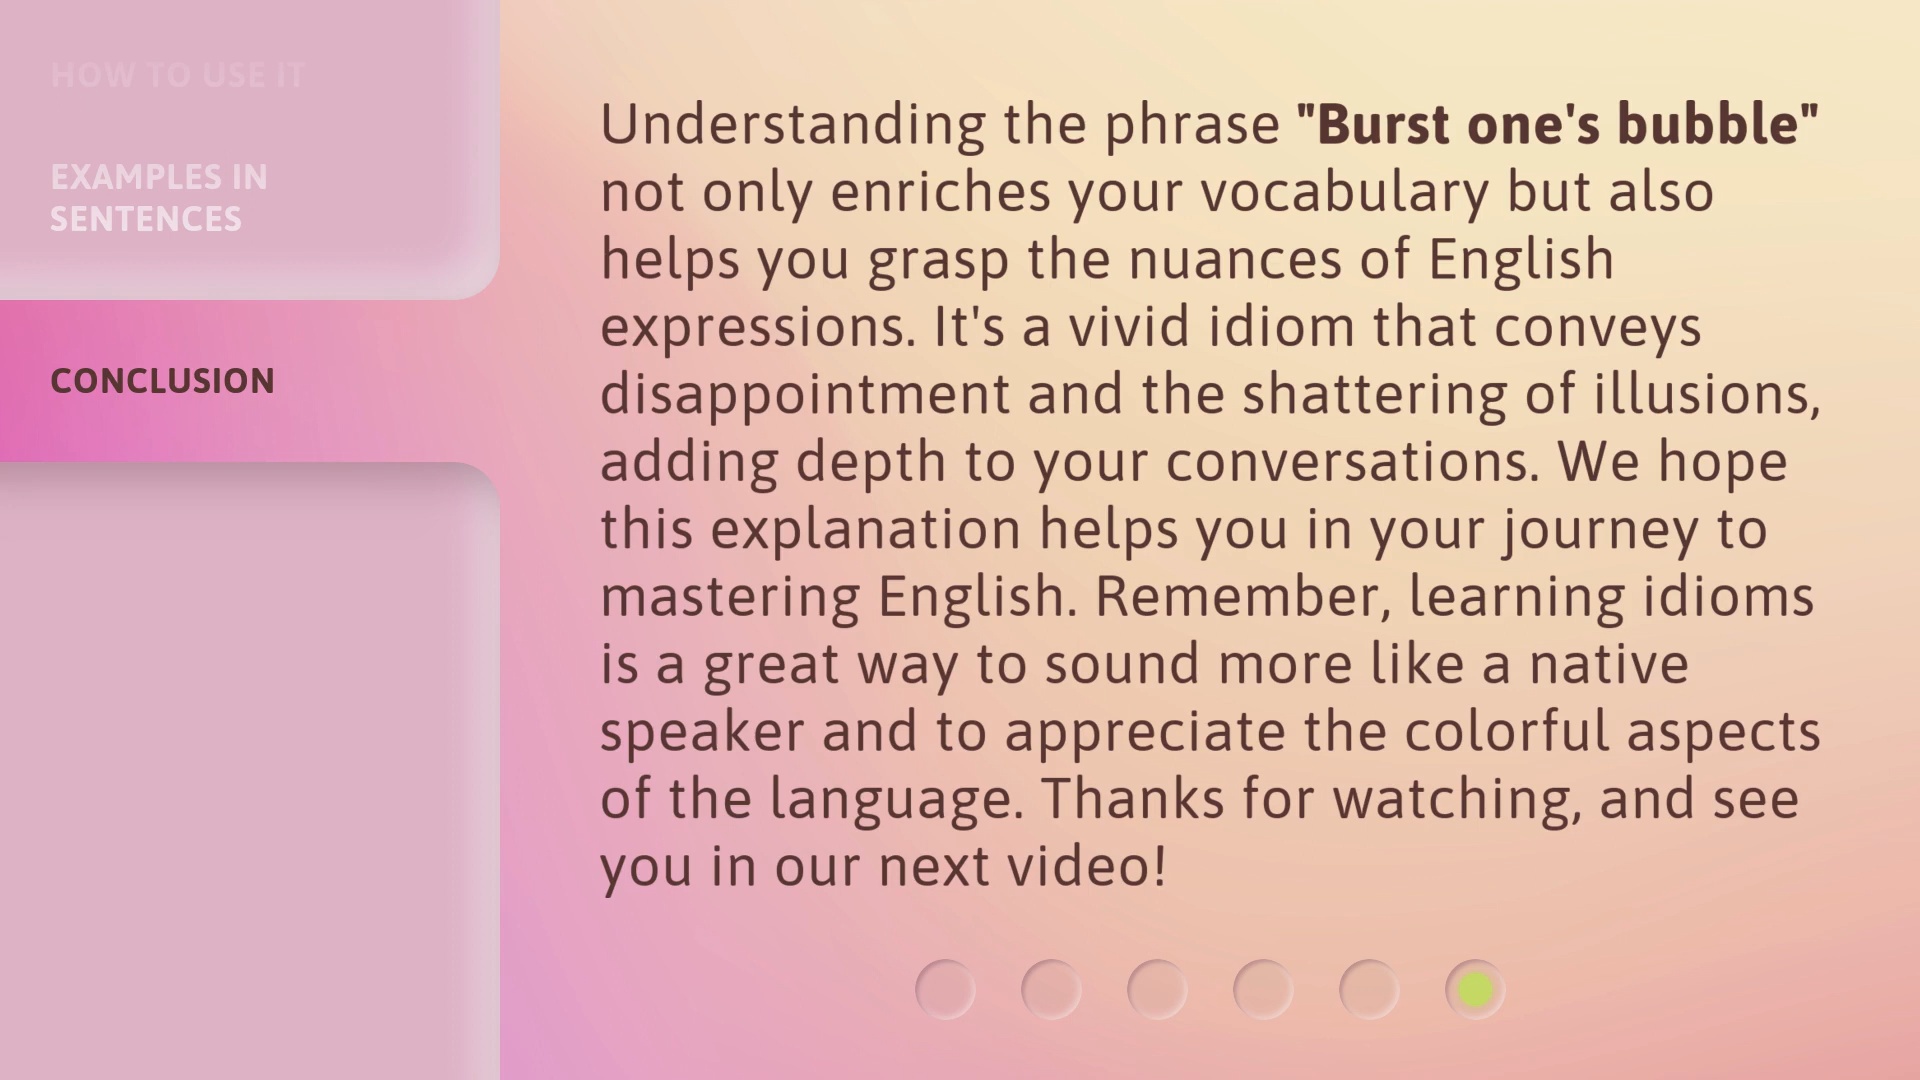 HOW TO USE IT
EXAMPLES IN
SENTENCES
CONCLUSION
Understanding the phrase "Burst one's bubble"
not only enriches your vocabulary but also
helps you grasp the nuances of English
expressions. It's a vivid idiom that conveys
disappointment and the shattering of illusions,
adding depth to your conversations. We hope
this explanation helps you in your journey to
mastering English. Remember, learning idioms
is a great way to sound more like a native
speaker and to appreciate the colorful aspects
of the language. Thanks for watching, and see
you in our next video!